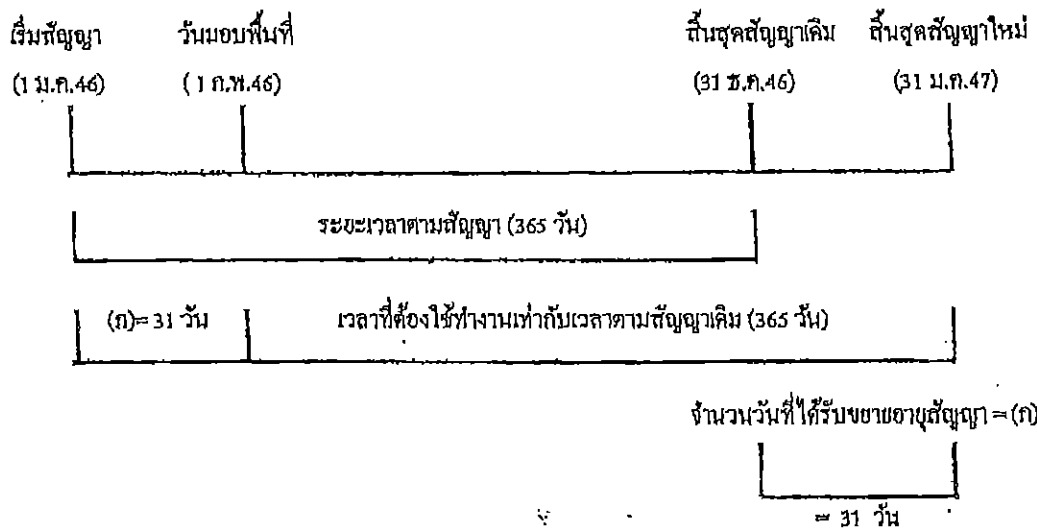 เริ่มสัญญา วันมอบพื้นที่ สิ้นสุดสัญญาเดิม สิ้นสุดสัญญาใหม่
(1 ม.ค.46) (1 ก.พ.46) (31 ธ.ค.46) (31 ม.ค.47)
ระยะเวลาตามสัญญา (365 วัน)
(ก)= 31 วัน เวลาที่ต้องใช้ทำงานเท่ากับเวลาตามสัญญาเดิม (365 วัน)
จำนวนวันที่ได้รับขยายอายุสัญญา = (ก)
= 31 วัน